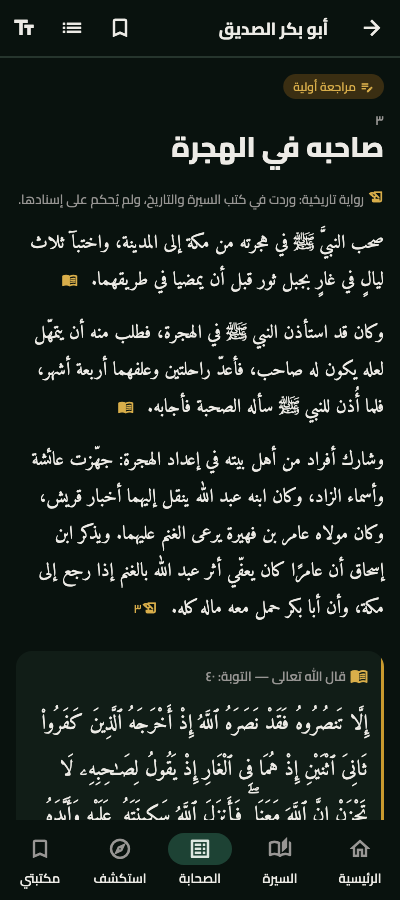 أبو بكر الصديق
مراجعة أولية
٣
صاحبه في الهجرة
رواية تاريخية: وردت في كتب السيرة والتاريخ، ولم يُحكم على إسنادها.
صحب النبيَّ ﷺ في هجرته من مكة إلى المدينة، واختبآ ثلاث
ليالٍ في غارٍ بجبل ثور قبل أن يمضيا في طريقهما.
وكان قد استأذن النبي ﷺ في الهجرة، فطلب منه أن يتمهّل
لعله يكون له صاحب، فأعدّ راحلتين وعلفهما أربعة أشهر،
فلما أُذن للنبي ﷺ سأله الصحبة فأجابه.
وشارك أفراد من أهل بيته في إعداد الهجرة: جهّزت عائشة
وأسماء الزاد، وكان ابنه عبد الله ينقل إليهما أخبار قريش،
وكان مولاه عامر بن فهيرة يرعى الغنم عليهما. ويذكر ابن
إسحاق أن عامرًا كان يعفّي أثر عبد الله بالغنم إذا رجع إلى
مكة، وأن أبا بكر حمل معه ماله كله. ٣
قال الله تعالى — التوبة: ٤٠
إِلَّا تَنصُرُوهُ فَقَدْ نَصَرَهُ ٱللَّهُ إِذْ أَخْرَجَهُ ٱلَّذِينَ كَفَرُوا۟
ثَانِىَ ٱثْنَيْنِ إِذْ هُمَا فِى ٱلْغَارِ إِذْ يَقُولُ لِصَـٰحِبِهِۦ لَا
تَحْزَنْ إِنَّ ٱللَّهَ مَعَنَا ۖ فَأَنزَلَ ٱللَّهُ سَكِينَتَهُۥ عَلَيْهِ وَأَيَّدَهُۥ
الرئيسية
السيرة
الصحابة
استكشف
مكتبتي